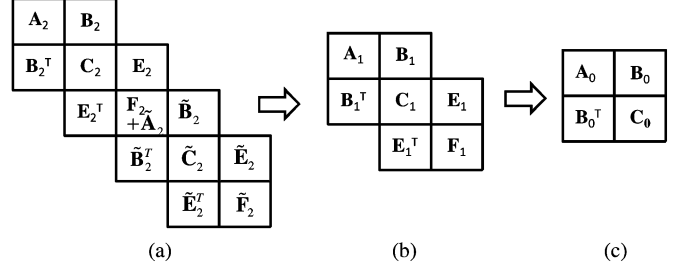 A₂ B₂
B₂ᵀ C₂ E₂
E₂ᵀ F₂ +Ã₂ B̃₂
B̃₂ᵀ C̃₂ Ẽ₂
Ẽ₂ᵀ F̃₂
(a)
A₁ B₁
B₁ᵀ C₁ E₁
E₁ᵀ F₁
(b)
A₀ B₀
B₀ᵀ C₀
(c)